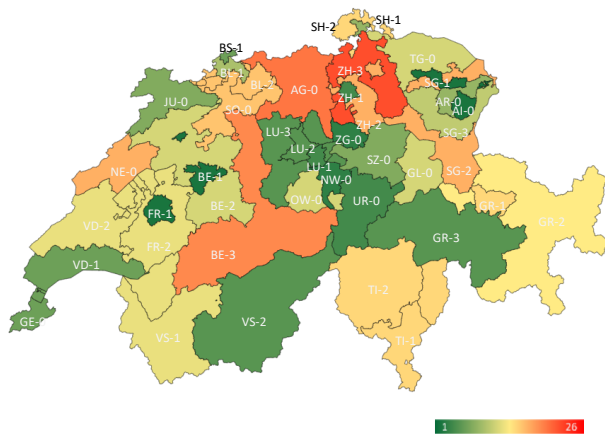 SH-1
SH-2
BS-1
TG-0
BL-1
BL-2
ZH-3
SG-1
AG-0
ZH-1
JU-0
AR-0
SO-0
AI-0
ZH-2
LU-3
SG-3
ZG-0
LU-2
SZ-0
LU-1
NE-0
BE-1
NW-0
GL-0
SG-2
OW-0
UR-0
BE-2
GR-1
FR-1
GR-2
VD-2
GR-3
FR-2
BE-3
VD-1
TI-2
GE-0
VS-2
VS-1
TI-1
1
26